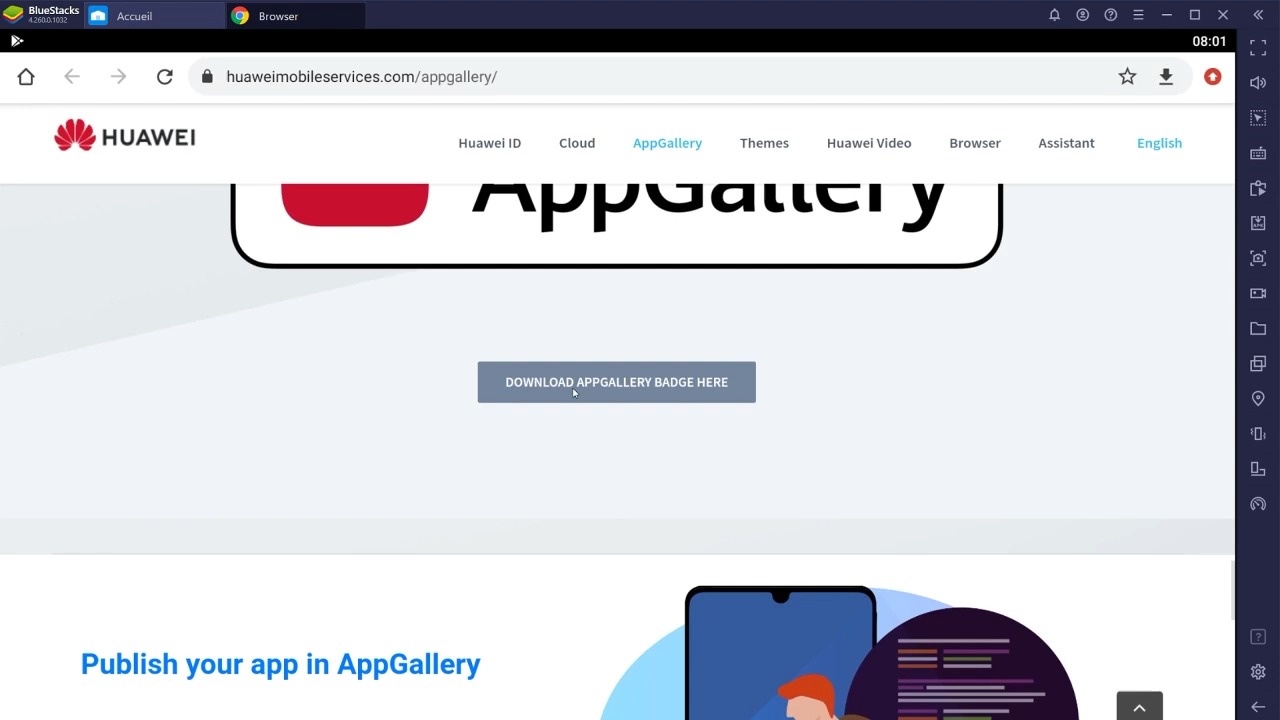 BlueStacks
4.260.0.1032
Accueil
Browser
08:01
huaweimobileservices.com/appgallery/
HUAWEI
Huawei ID
Cloud
AppGallery
Themes
Huawei Video
Browser
Assistant
English
AppGallery
DOWNLOAD APPGALLERY BADGE HERE
Publish your app in AppGallery